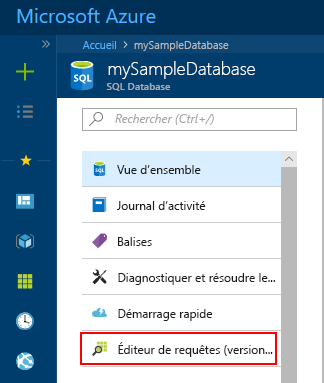 Microsoft Azure
Accueil > mySampleDatabase
mySampleDatabase
SQL Database
SQL
Rechercher (Ctrl+/)
SQL Vue d'ensemble
Journal d'activité
Balises
Diagnostiquer et résoudre le...
Démarrage rapide
Éditeur de requêtes (version...